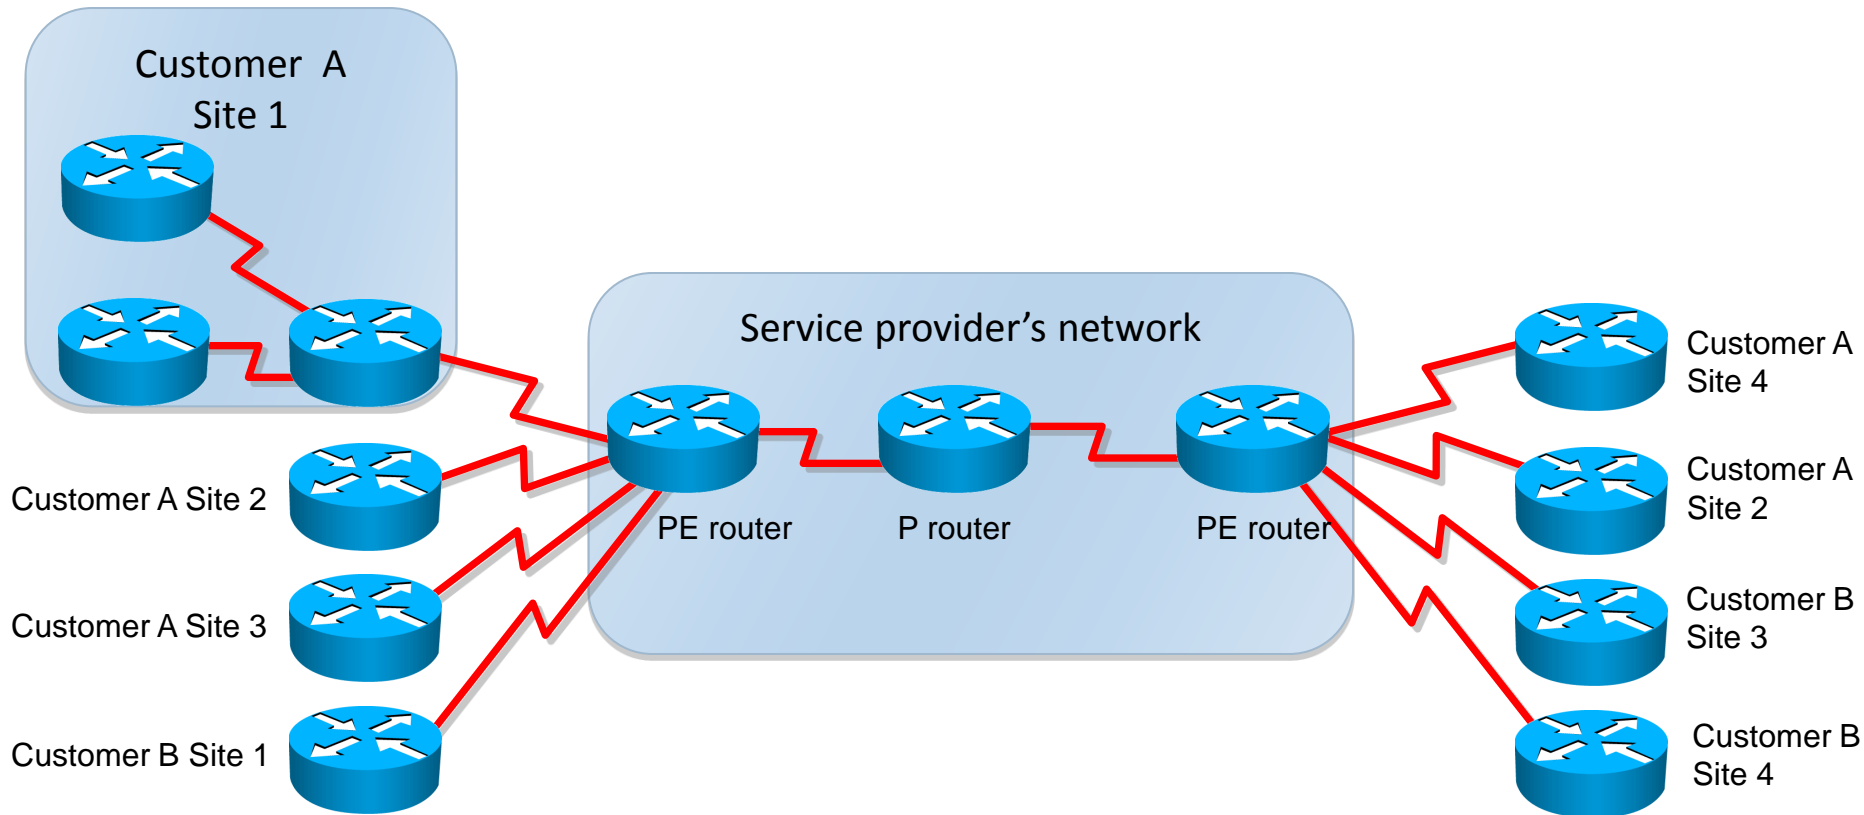 Customer A
Site 1
Service provider’s network
Customer A
Site 4
Customer A
Site 2
Customer A Site 2
PE router
P router
PE router
Customer B
Site 3
Customer A Site 3
Customer B
Site 4
Customer B Site 1